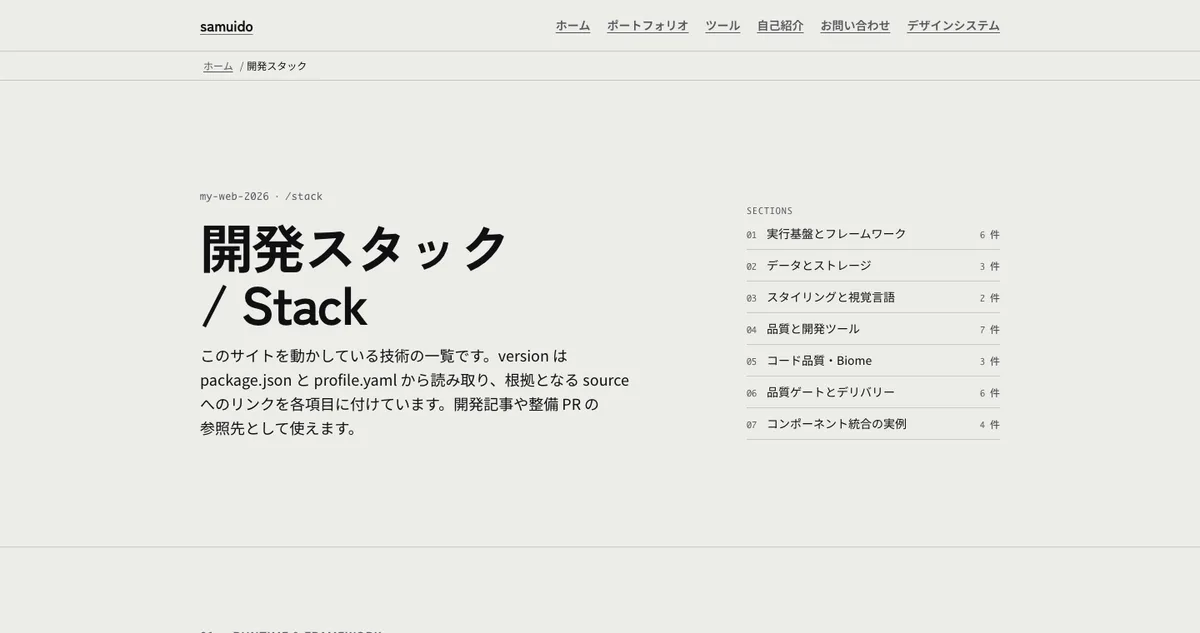 samuido
ホーム ポートフォリオ ツール 自己紹介 お問い合わせ デザインシステム
ホーム / 開発スタック
my-web-2026 · /stack
開発スタック
/ Stack
このサイトを動かしている技術の一覧です。version は
package.json と profile.yaml から読み取り、根拠となる source
へのリンクを各項目に付けています。開発記事や整備 PR の
参照先として使えます。
SECTIONS
01 実行基盤とフレームワーク 6 件
02 データとストレージ 3 件
03 スタイリングと視覚言語 2 件
04 品質と開発ツール 7 件
05 コード品質・Biome 3 件
06 品質ゲートとデリバリー 6 件
07 コンポーネント統合の実例 4 件